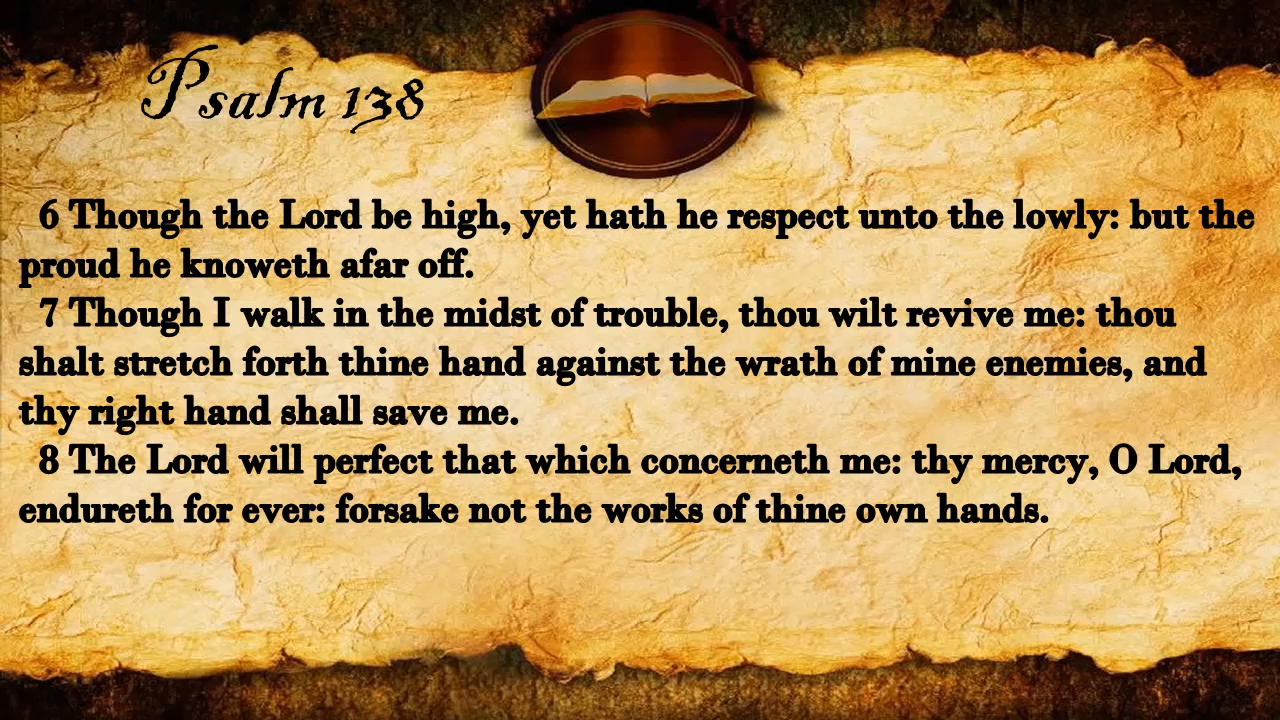 Psalm 138
6 Though the Lord be high, yet hath he respect unto the lowly: but the
proud he knoweth afar off.
7 Though I walk in the midst of trouble, thou wilt revive me: thou
shalt stretch forth thine hand against the wrath of mine enemies, and
thy right hand shall save me.
8 The Lord will perfect that which concerneth me: thy mercy, O Lord,
endureth for ever: forsake not the works of thine own hands.